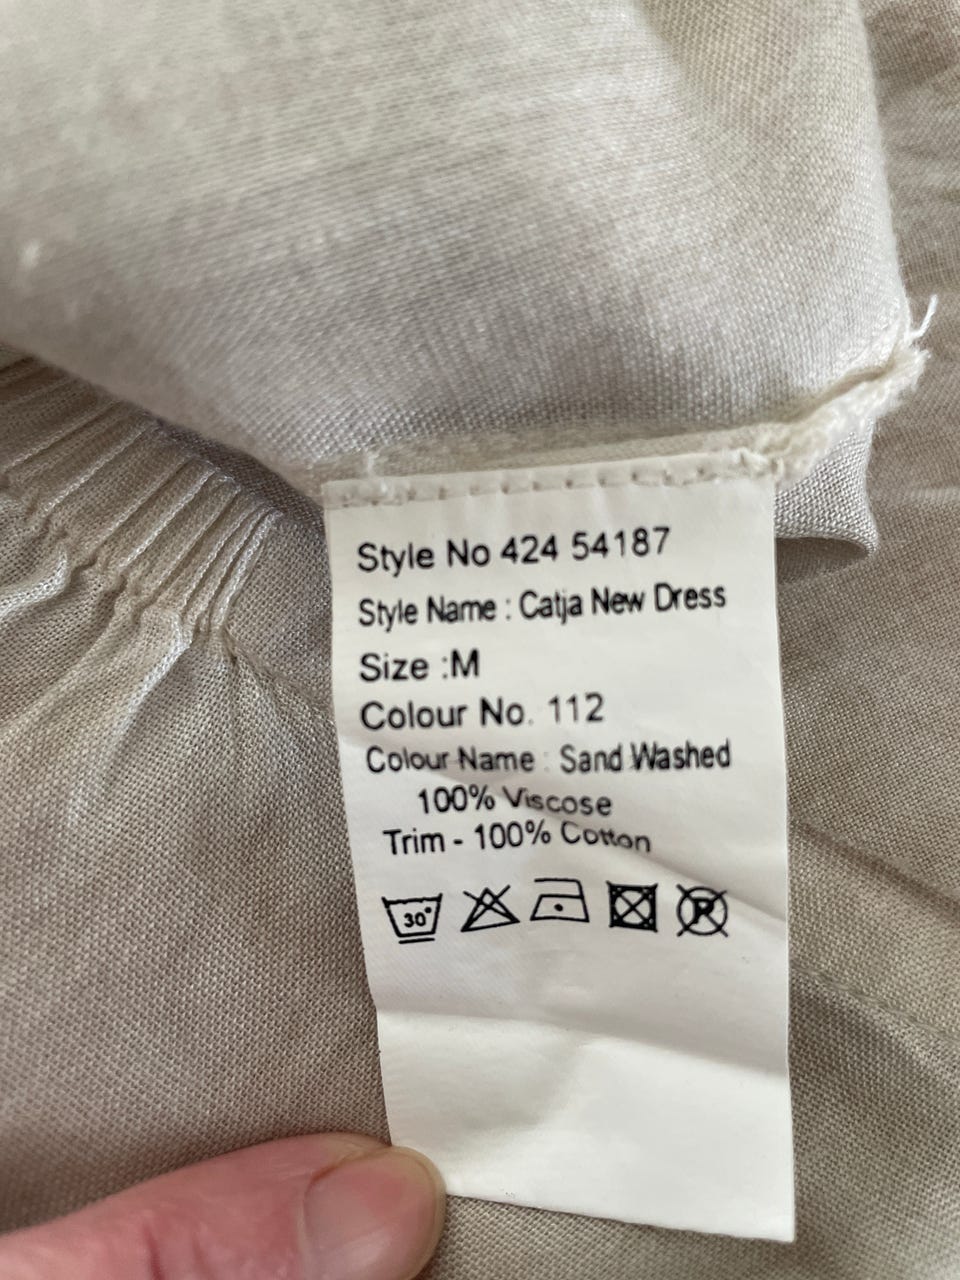 Style No 424 54187
Style Name : Catja New Dress
Size :M
Colour No. 112
Colour Name : Sand Washed
100% Viscose
Trim - 100% Cotton
30° P